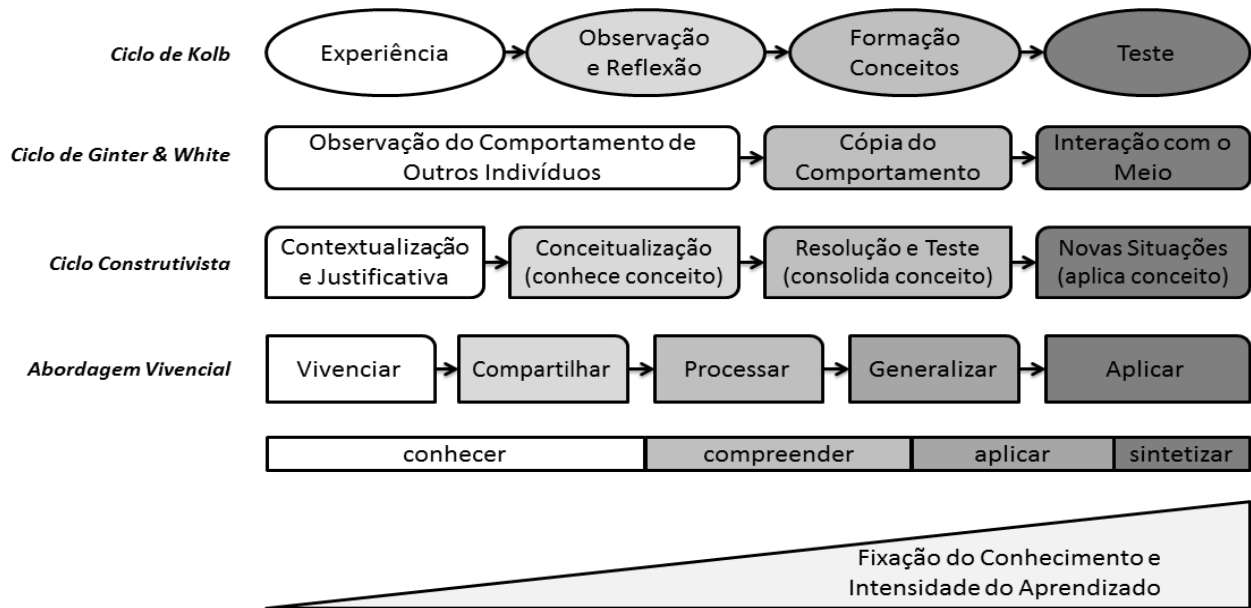 Ciclo de Kolb
Experiência
Observação
e Reflexão
Formação
Conceitos
Teste
Ciclo de Ginter & White
Observação do Comportamento de
Outros Indivíduos
Cópia do
Comportamento
Interação com o
Meio
Ciclo Construtivista
Contextualização
e Justificativa
Conceitualização
(conhece conceito)
Resolução e Teste
(consolida conceito)
Novas Situações
(aplica conceito)
Abordagem Vivencial
Vivenciar
Compartilhar
Processar
Generalizar
Aplicar
conhecer
compreender
aplicar
sintetizar
Fixação do Conhecimento e
Intensidade do Aprendizado